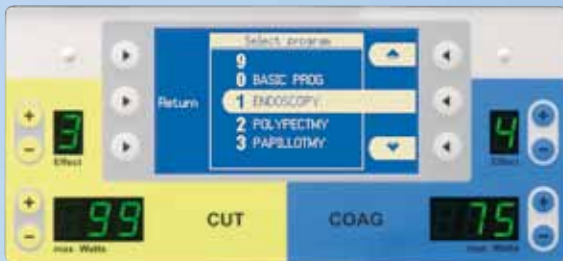 Select program
9
0 BASIC PROG
Return 1 ENDOSCOPY
2 POLYPECTMY
3 PAPILLOTMY
+
-
3
Effect
+
-
4
Effect
+
-
99
max. Watts
CUT
COAG
75
max. Watts
+
-